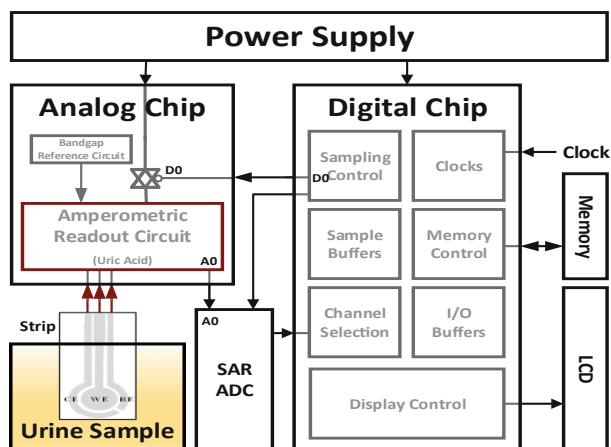 Power Supply
Analog Chip
Bandgap
Reference Circuit
D0
Amperometric
Readout Circuit
(Uric Acid)
A0
Strip
CE WE RE
Urine Sample
A0
SAR
ADC
Digital Chip
Sampling
Control
D0
Clocks
Clock
Sample
Buffers
Memory
Control
Memory
Channel
Selection
I/O
Buffers
Display Control
LCD